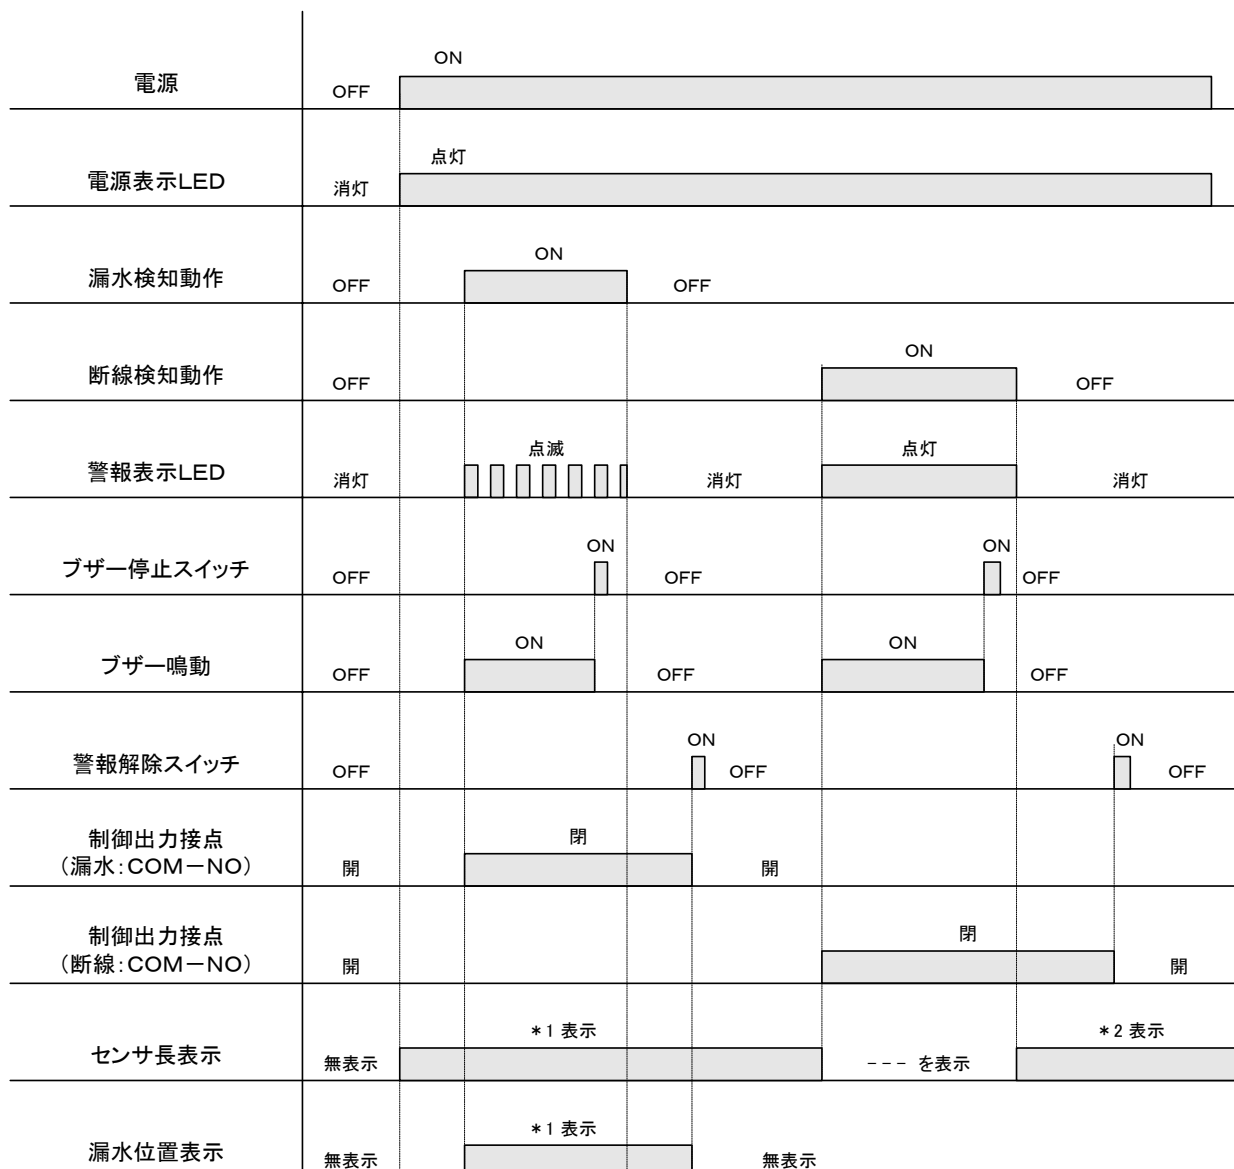 ON
電源
OFF
点灯
電源表示LED
消灯
ON
漏水検知動作
OFF
OFF
ON
断線検知動作
OFF
OFF
点滅
点灯
警報表示LED
消灯
消灯
消灯
ON
ON
ブザー停止スイッチ
OFF
OFF
OFF
ON
ON
ブザー鳴動
OFF
OFF
OFF
ON
ON
警報解除スイッチ
OFF
OFF
OFF
制御出力接点
（漏水：COM－NO）
閉
開
開
制御出力接点
（断線：COM－NO）
閉
開
開
*1 表示
*2 表示
センサ長表示
無表示
--- を表示
*1 表示
漏水位置表示
無表示
無表示